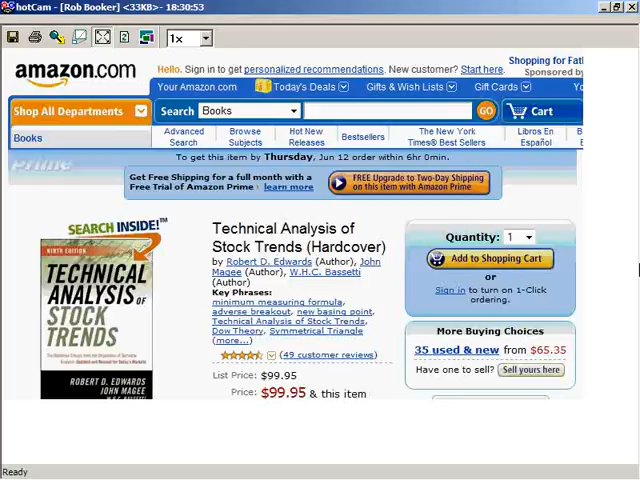 hotCam - [Rob Booker] <33KB> - 18:30:53
1x
amazon.com
Hello. Sign in to get personalized recommendations. New customer? Start here.
Shopping for Fat
Sponsored by
Your Amazon.com
Today's Deals
Gifts & Wish Lists
Gift Cards
Yo
Shop All Departments
Search Books
GO
Cart
Books
Advanced Search
Browse Subjects
Hot New Releases
Bestsellers
The New York Times® Best Sellers
Libros En Español
Prime
To get this item by Thursday, Jun 12 order within 6hr 0min.
Get Free Shipping for a full month with a
Free Trial of Amazon Prime › learn more
FREE Upgrade to Two-Day Shipping
on this item with Amazon Prime
SEARCH INSIDE!™
NINTH EDITION
TECHNICAL
ANALYSIS OF
STOCK
TRENDS
ROBERT D. EDWARDS
JOHN MAGEE
Technical Analysis of
Stock Trends (Hardcover)
by Robert D. Edwards (Author), John
Magee (Author), W.H.C. Bassetti
(Author)
Key Phrases:
minimum measuring formula,
adverse breakout, new basing point,
Technical Analysis of Stock Trends,
Dow Theory, Symmetrical Triangle
(more...)
(49 customer reviews)
List Price: $99.95
Price: $99.95 & this item
Quantity: 1
Add to Shopping Cart
or
Sign in to turn on 1-Click
ordering.
More Buying Choices
35 used & new from $65.35
Have one to sell? Sell yours here
Ready